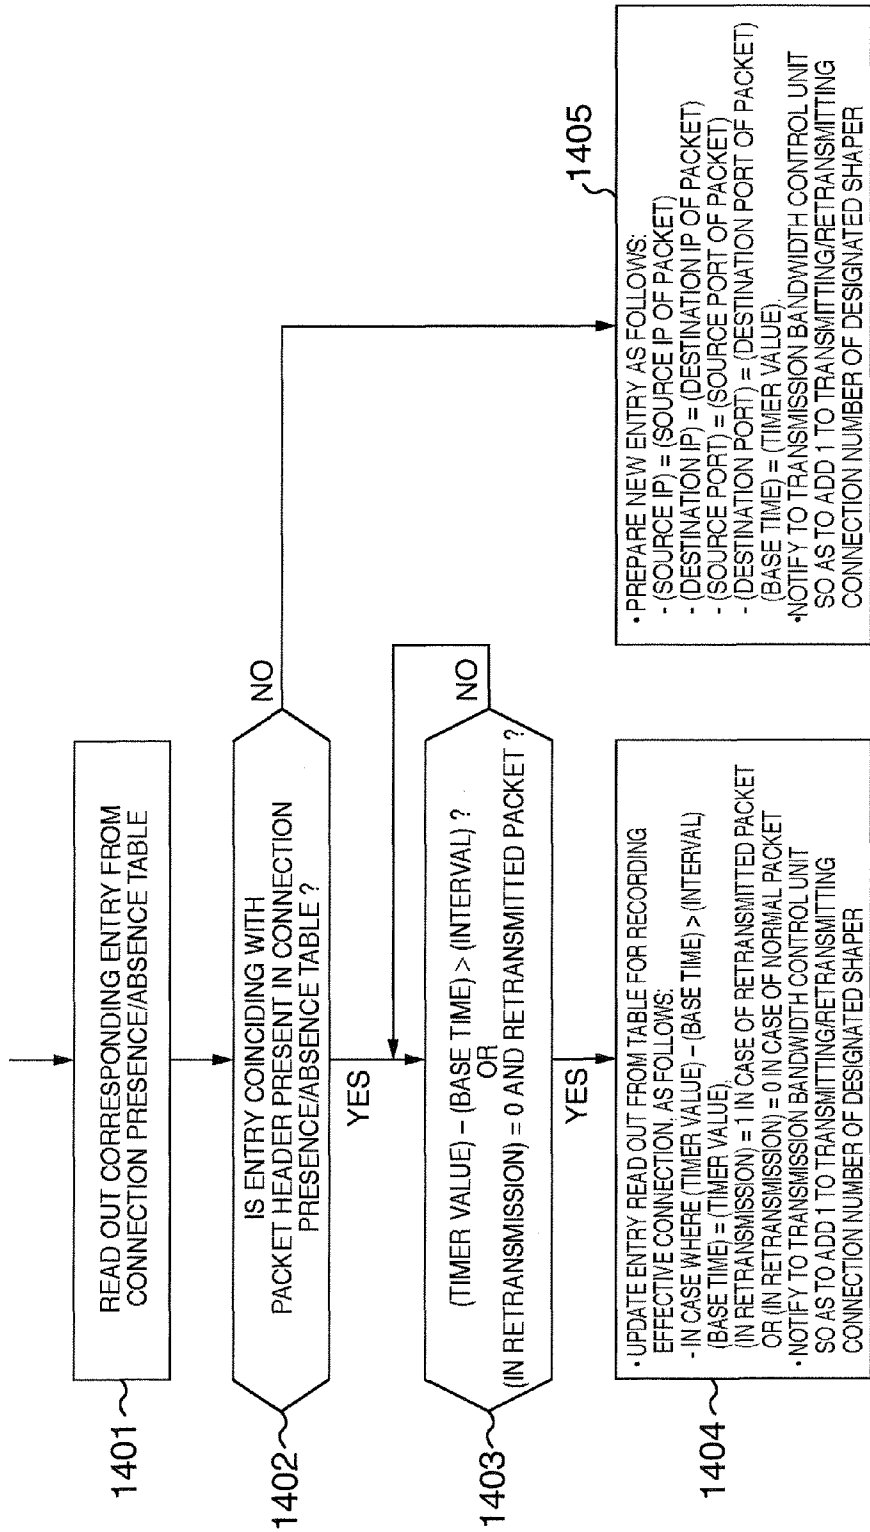 1401
READ OUT CORRESPONDING ENTRY FROM
CONNECTION PRESENCE/ABSENCE TABLE
1402
IS ENTRY COINCIDING WITH
PACKET HEADER PRESENT IN CONNECTION
PRESENCE/ABSENCE TABLE ?
NO
YES
1403
(TIMER VALUE) – (BASE TIME) > (INTERVAL) ?
OR
(IN RETRANSMISSION) = 0 AND RETRANSMITTED PACKET ?
NO
YES
1404
• UPDATE ENTRY READ OUT FROM TABLE FOR RECORDING
EFFECTIVE CONNECTION, AS FOLLOWS:
- IN CASE WHERE (TIMER VALUE) – (BASE TIME) > (INTERVAL)
(BASE TIME) = (TIMER VALUE),
(IN RETRANSMISSION) = 1 IN CASE OF RETRANSMITTED PACKET
OR (IN RETRANSMISSION) = 0 IN CASE OF NORMAL PACKET
• NOTIFY TO TRANSMISSION BANDWIDTH CONTROL UNIT
SO AS TO ADD 1 TO TRANSMITTING/RETRANSMITTING
CONNECTION NUMBER OF DESIGNATED SHAPER
1405
• PREPARE NEW ENTRY AS FOLLOWS:
- (SOURCE IP) = (SOURCE IP OF PACKET)
- (DESTINATION IP) = (DESTINATION IP OF PACKET)
- (SOURCE PORT) = (SOURCE PORT OF PACKET)
- (DESTINATION PORT) = (DESTINATION PORT OF PACKET)
(BASE TIME) = (TIMER VALUE),
• NOTIFY TO TRANSMISSION BANDWIDTH CONTROL UNIT
SO AS TO ADD 1 TO TRANSMITTING/RETRANSMITTING
CONNECTION NUMBER OF DESIGNATED SHAPER